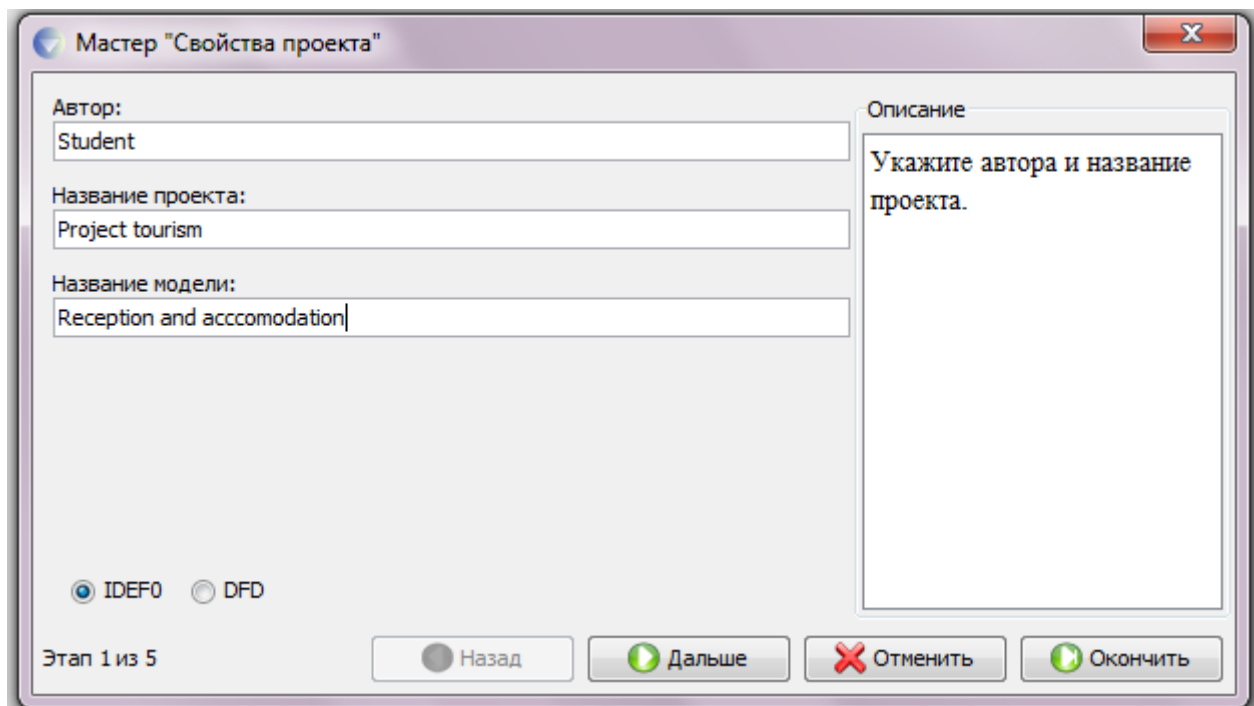 Мастер "Свойства проекта"
Автор:
Student
Название проекта:
Project tourism
Название модели:
Reception and acccomodation
Описание
Укажите автора и название
проекта.
IDEF0 DFD
Этап 1 из 5 Назад Дальше Отменить Окончить